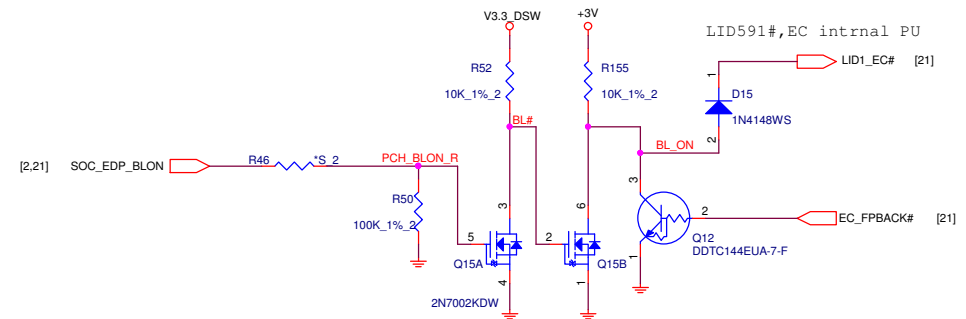 V3.3_DSW
+3V
LID591#,EC intrnal PU
LID1_EC# [21]
R52
10K_1%_2
R155
10K_1%_2
1
D15
1N4148WS
2
BL#
BL_ON
[2,21] SOC_EDP_BLON
R46 *S_2
PCH_BLON_R
R50
100K_1%_2
3
5
Q15A
4
2N7002KDW
6
2
Q15B
1
3
2
EC_FPBACK# [21]
Q12
DDTC144EUA-7-F
1